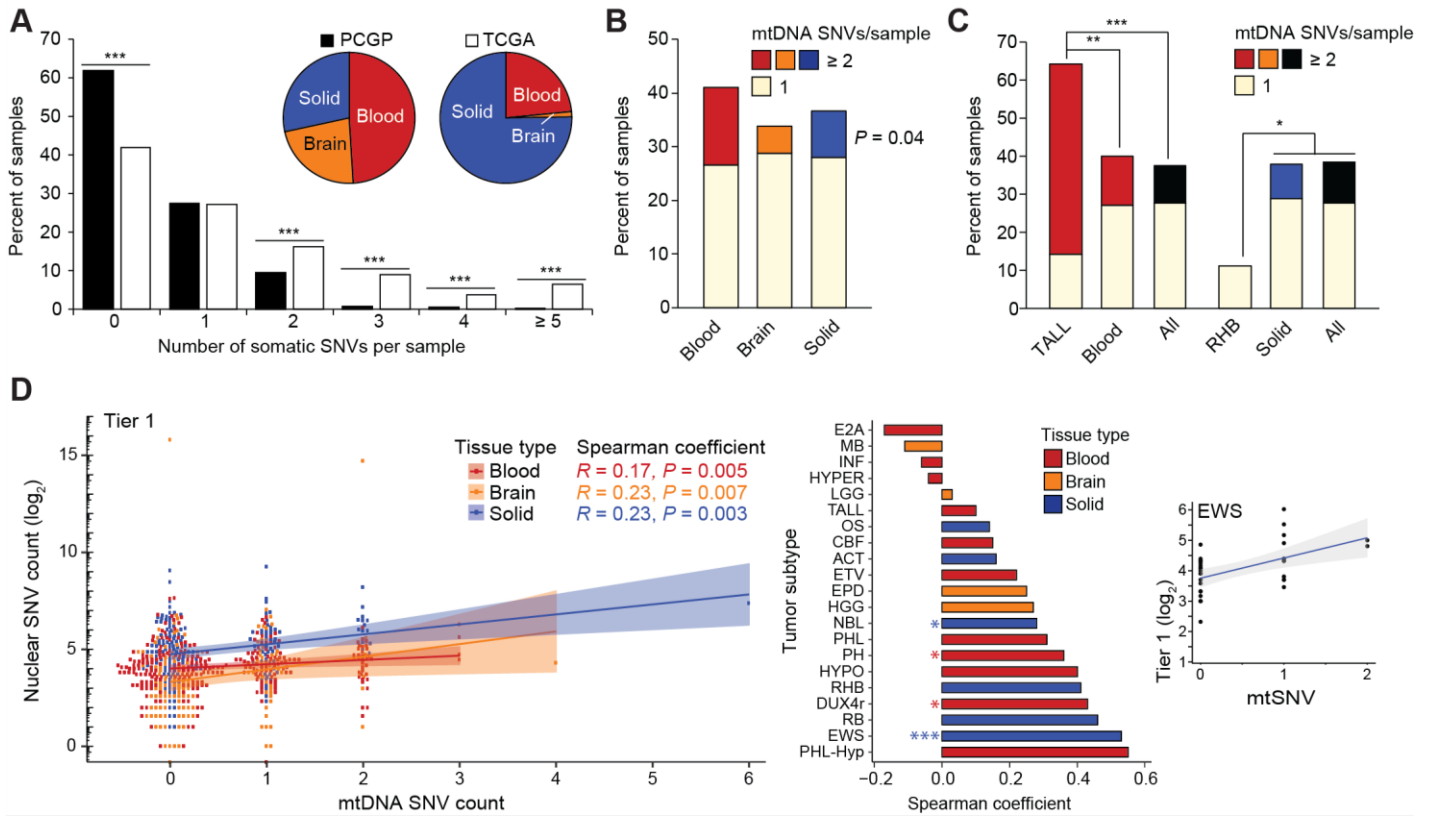 A
PCGP
TCGA
Percent of samples
70
60
50
40
30
20
10
0
***
***
***
***
***
Solid
Blood
Brain
Solid
Blood
Brain
0
1
2
3
4
≥ 5
Number of somatic SNVs per sample
B
mtDNA SNVs/sample
≥ 2
1
Percent of samples
50
40
30
20
10
0
P = 0.04
Blood
Brain
Solid
C
mtDNA SNVs/sample
≥ 2
1
Percent of samples
70
60
50
40
30
20
10
0
***
**
*
TALL
Blood
All
RHB
Solid
All
D
Tier 1
Nuclear SNV count (log2)
15
10
5
0
Tissue type Spearman coefficient
Blood R = 0.17, P = 0.005
Brain R = 0.23, P = 0.007
Solid R = 0.23, P = 0.003
0 1 2 3 4 5 6
mtDNA SNV count
Tumor subtype
E2A
MB
INF
HYPER
LGG
TALL
OS
CBF
ACT
ETV
EPD
HGG
NBL *
PHL
PH *
HYPO
RHB
DUX4r *
RB
EWS ***
PHL-Hyp
−0.2 0.0 0.2 0.4 0.6
Spearman coefficient
Tissue type
Blood
Brain
Solid
EWS
Tier 1 (log2)
6
5
4
3
2
1
0 1 2
mtSNV